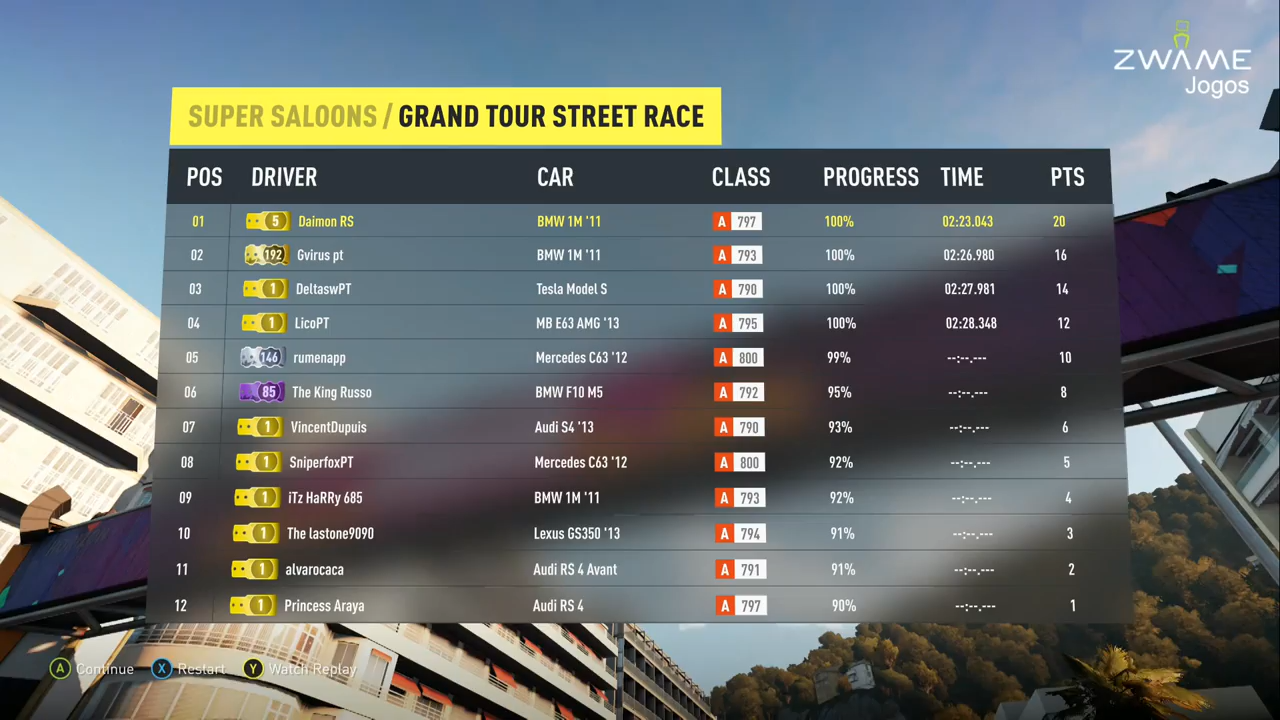 ZWAME
Jogos
SUPER SALOONS / GRAND TOUR STREET RACE
POS DRIVER CAR CLASS PROGRESS TIME PTS
01 5 Daimon RS BMW 1M '11 A 797 100% 02:23.043 20
02 192 Gvirus pt BMW 1M '11 A 793 100% 02:26.980 16
03 1 DeltaswPT Tesla Model S A 790 100% 02:27.981 14
04 1 LicoPT MB E63 AMG '13 A 795 100% 02:28.348 12
05 146 rumenapp Mercedes C63 '12 A 800 99% --:--.--- 10
06 85 The King Russo BMW F10 M5 A 792 95% --:--.--- 8
07 1 VincentDupuis Audi S4 '13 A 790 93% --:--.--- 6
08 1 SniperfoxPT Mercedes C63 '12 A 800 92% --:--.--- 5
09 1 iTz HaRRy 685 BMW 1M '11 A 793 92% --:--.--- 4
10 1 The lastone9090 Lexus GS350 '13 A 794 91% --:--.--- 3
11 1 alvarocaca Audi RS 4 Avant A 791 91% --:--.--- 2
12 1 Princess Araya Audi RS 4 A 797 90% --:--.--- 1
A Continue X Restart Y Watch Replay